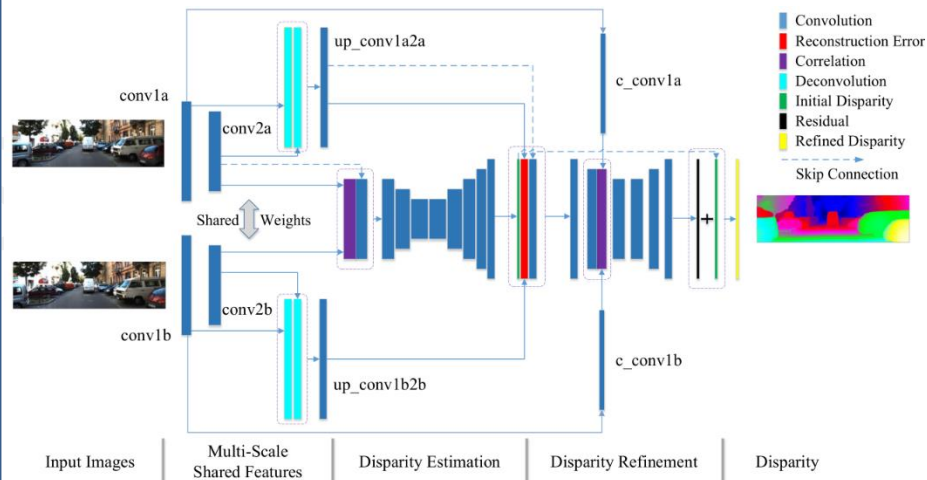 up_conv1a2a
c_conv1a
conv1a
conv2a
Shared Weights
conv2b
conv1b
up_conv1b2b
c_conv1b
+
Convolution
Reconstruction Error
Correlation
Deconvolution
Initial Disparity
Residual
Refined Disparity
Skip Connection
Input Images
Multi-Scale
Shared Features
Disparity Estimation
Disparity Refinement
Disparity